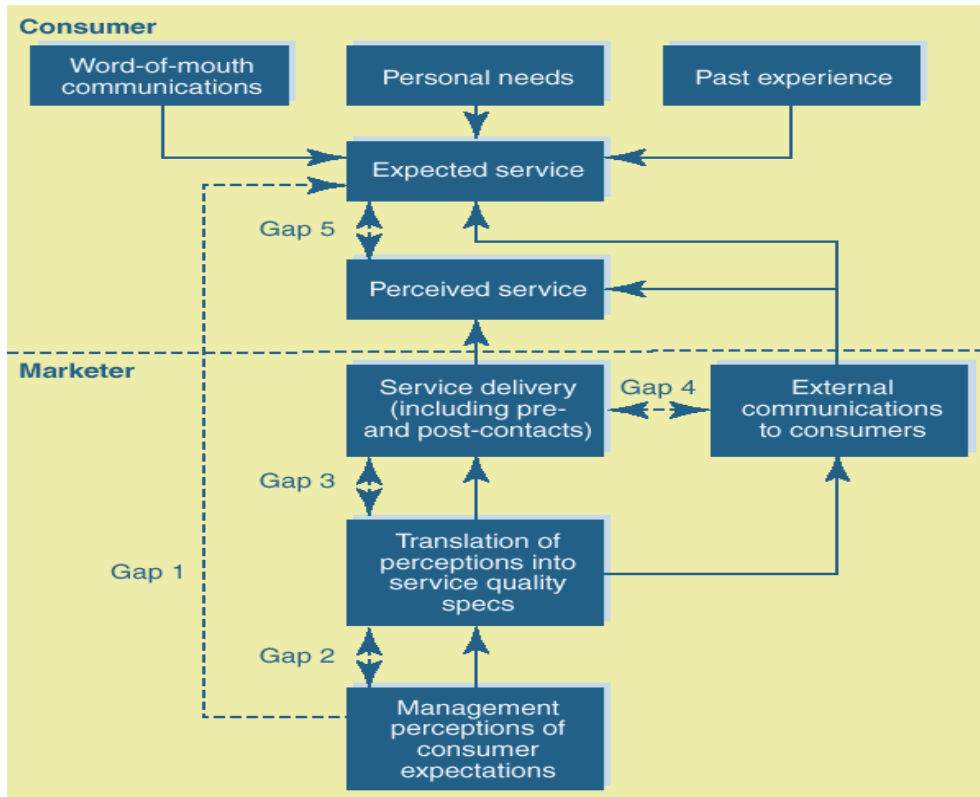 Consumer
Word-of-mouth
communications
Personal needs
Past experience
Expected service
Gap 5
Perceived service
Marketer
Service delivery
(including pre-
and post-contacts)
Gap 4
External
communications
to consumers
Gap 3
Translation of
perceptions into
service quality
specs
Gap 1
Gap 2
Management
perceptions of
consumer
expectations